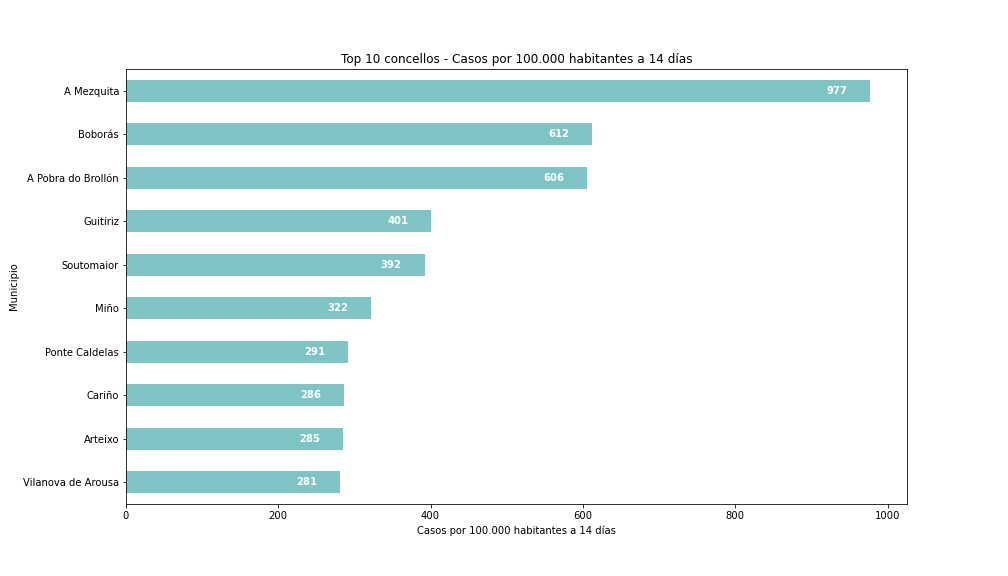 Top 10 concellos - Casos por 100.000 habitantes a 14 días
A Mezquita 977
Boborás 612
A Pobra do Brollón 606
Guitiriz 401
Soutomaior 392
Miño 322
Ponte Caldelas 291
Cariño 286
Arteixo 285
Vilanova de Arousa 281
Municipio
0 200 400 600 800 1000
Casos por 100.000 habitantes a 14 días